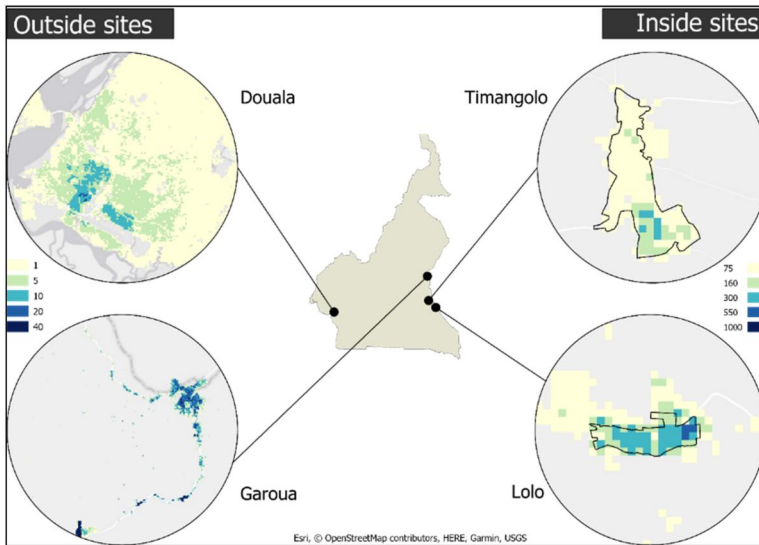 Outside sites
Inside sites
Douala
Timangolo
1
5
10
20
40
75
160
300
550
1000
Garoua
Lolo
Esri, © OpenStreetMap contributors, HERE, Garmin, USGS